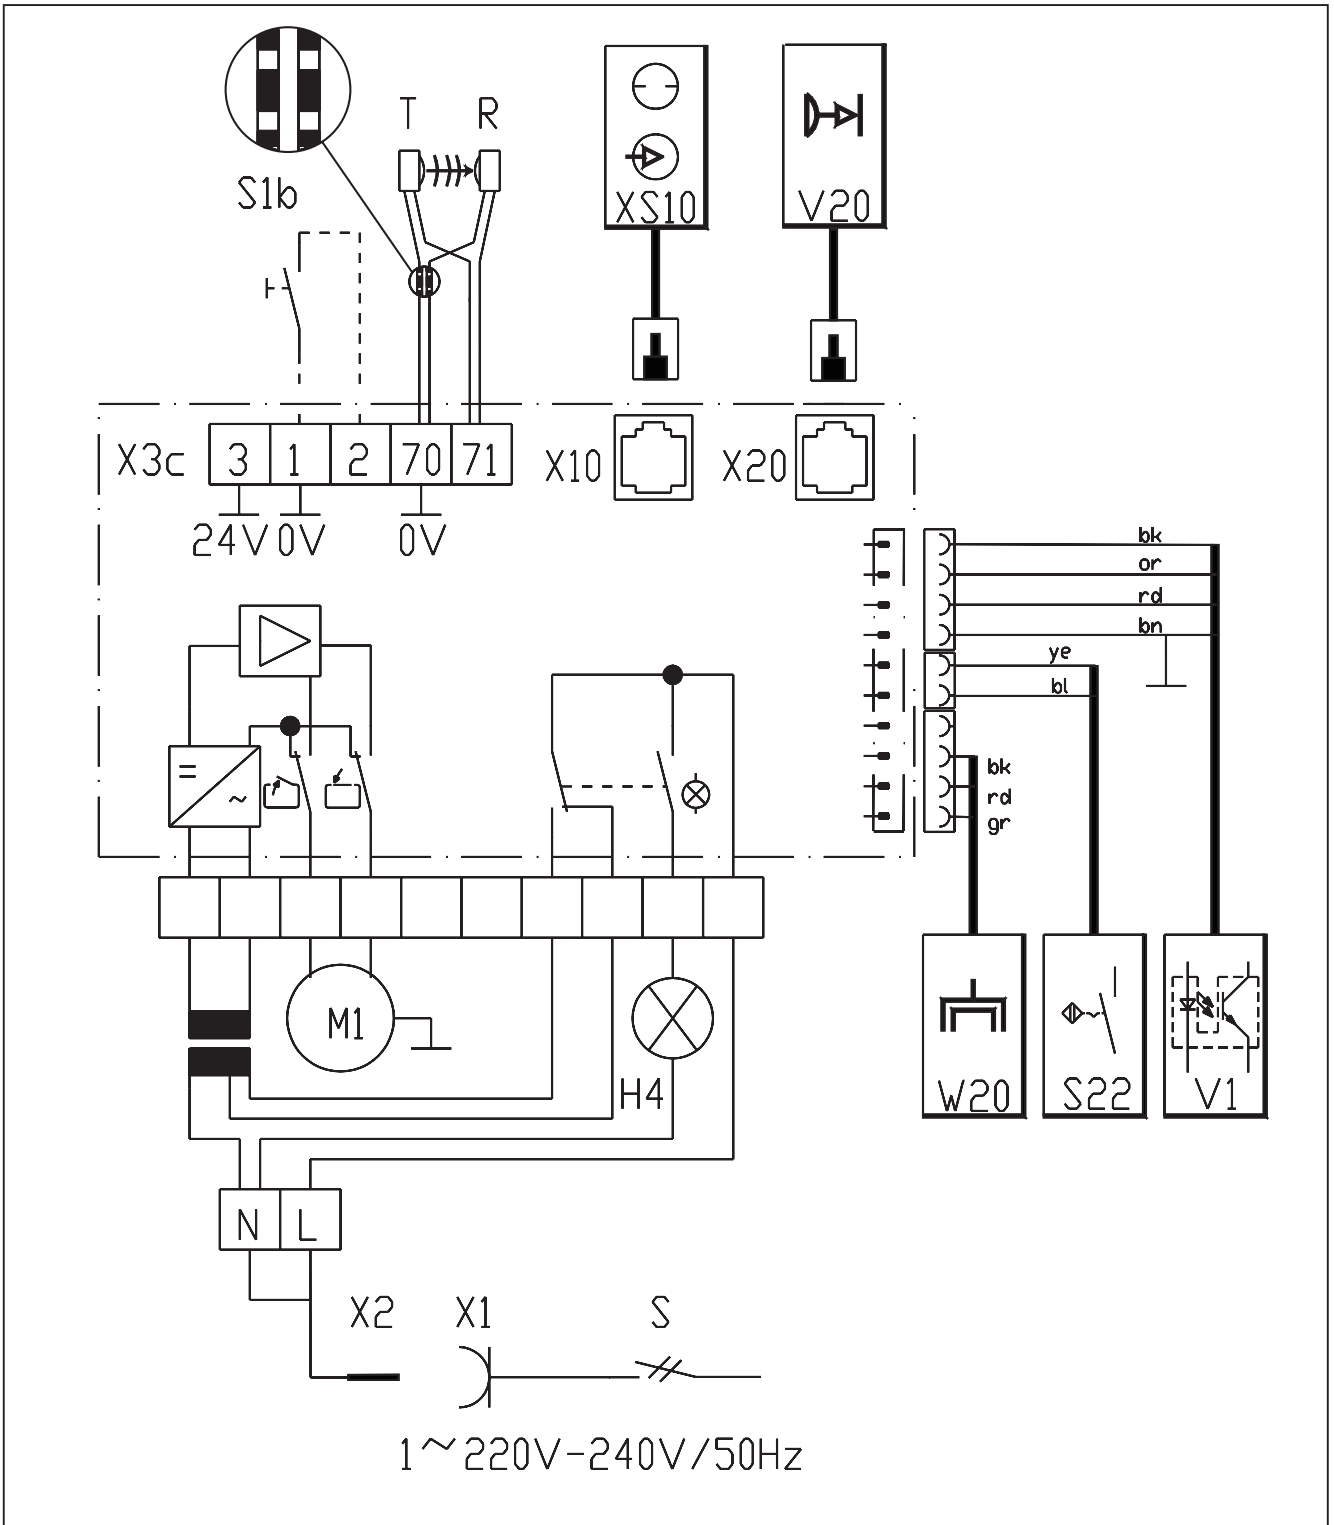 T R
S1b
XS10
V20
X3c 3 1 2 70 71
X10
X20
24V 0V 0V
bk
or
rd
bn
ye
bl
bk
rd
gr
M1
H4
W20
S22
V1
N L
X2 X1 S
1~220V-240V/50Hz